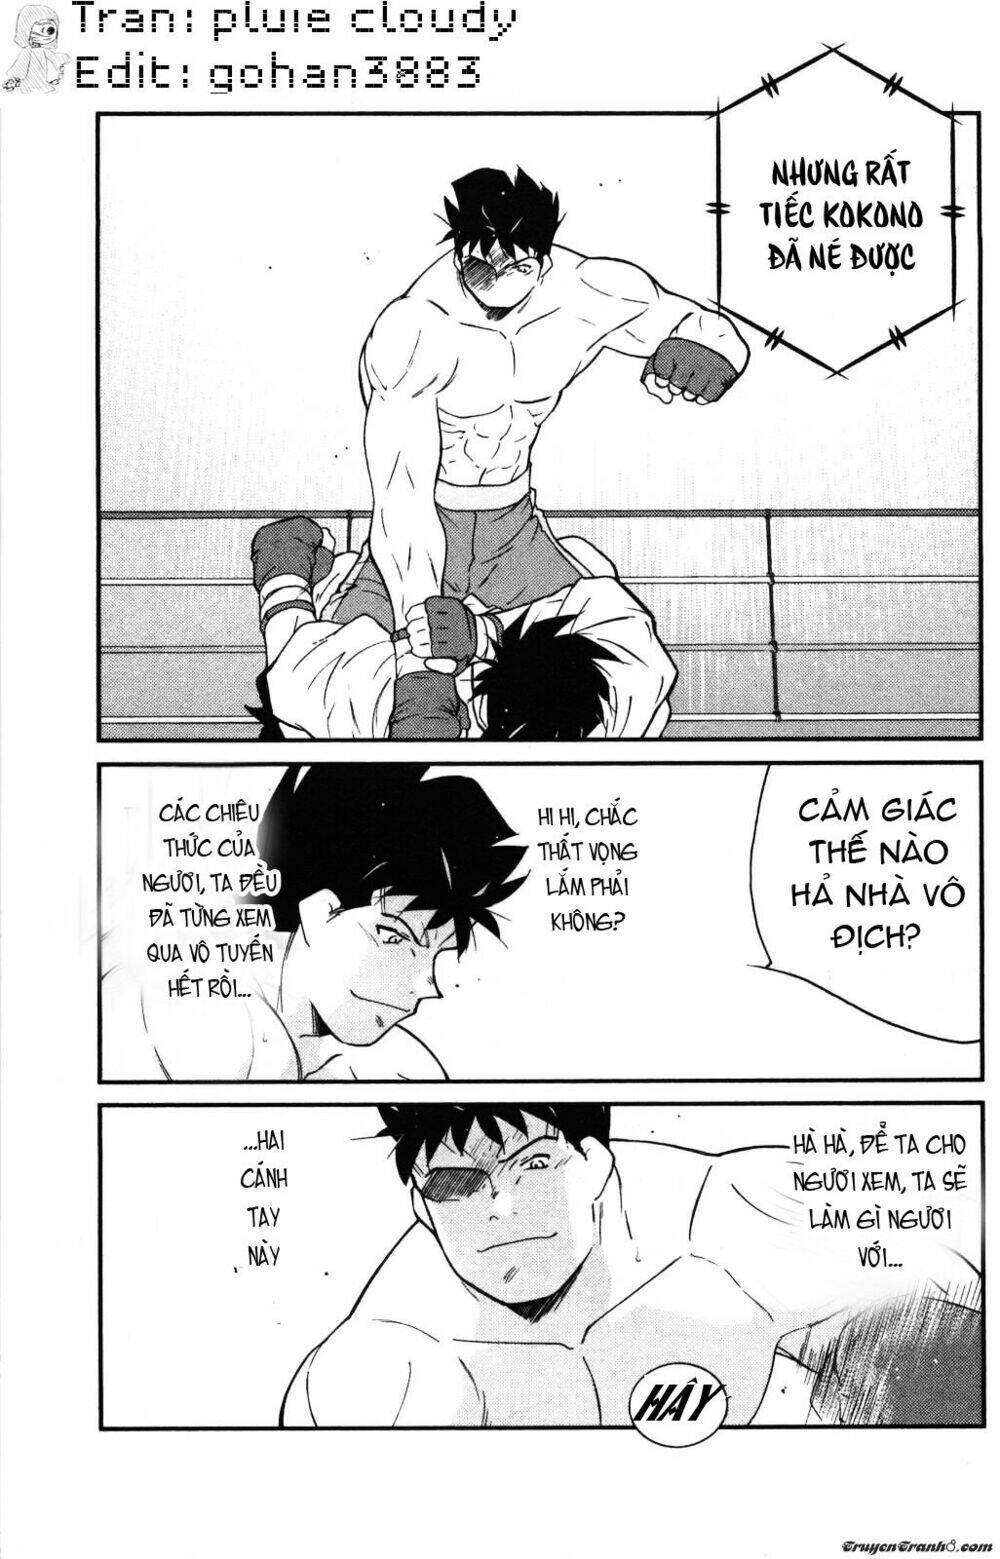 Tran: pluie cloudy
Edit: gohan3883
NHƯNG RẤT
TIẾC KOKONO
ĐÃ NÉ ĐƯỢC
CẢM GIÁC
THẾ NÀO
HẢ NHÀ VÔ
ĐỊCH?
HI HI, CHẮC
THẤT VỌNG
LẮM PHẢI
KHÔNG?
CÁC CHIÊU
THỨC CỦA
NGƯƠI, TA ĐỀU
ĐÃ TỪNG XEM
QUA VÔ TUYẾN
HẾT RỒI...
HÀ HÀ, ĐỂ TA CHO
NGƯƠI XEM, TA SẼ
LÀM GÌ NGƯƠI
VỚI...
...HAI
CÁNH
TAY
NÀY
HÂY
TruyenTranh8.com